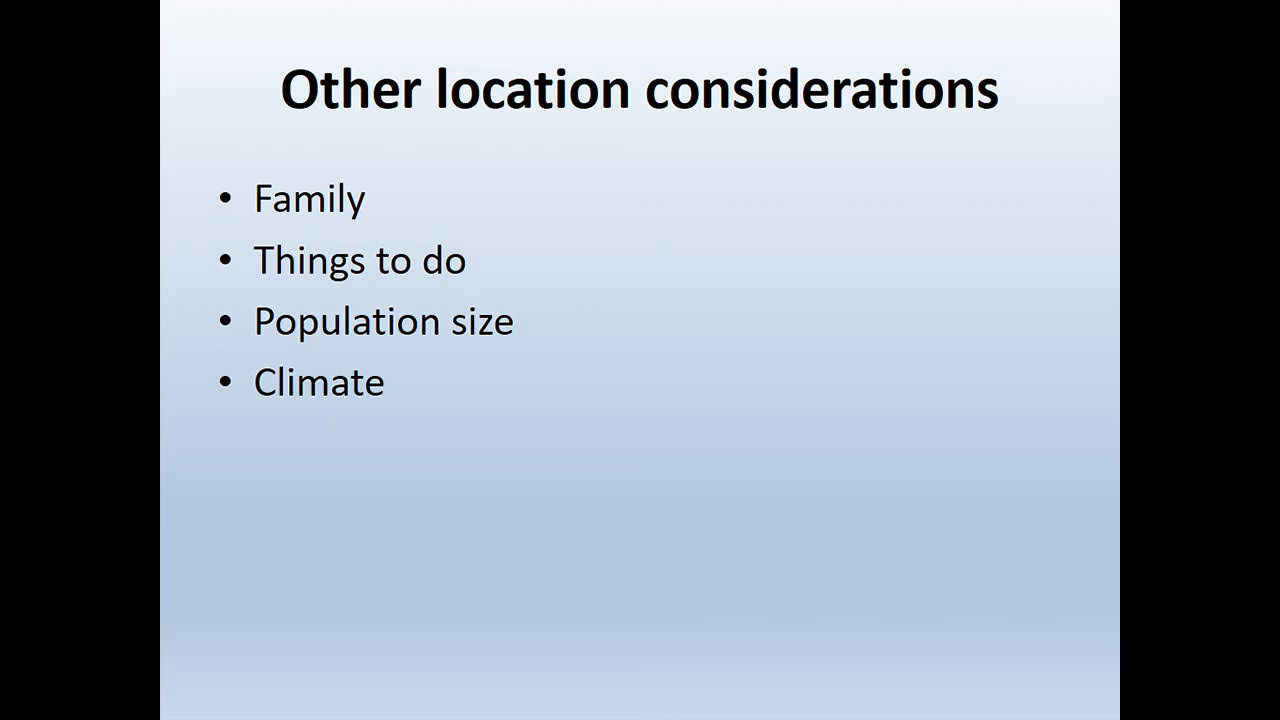 Other location considerations
• Family
• Things to do
• Population size
• Climate